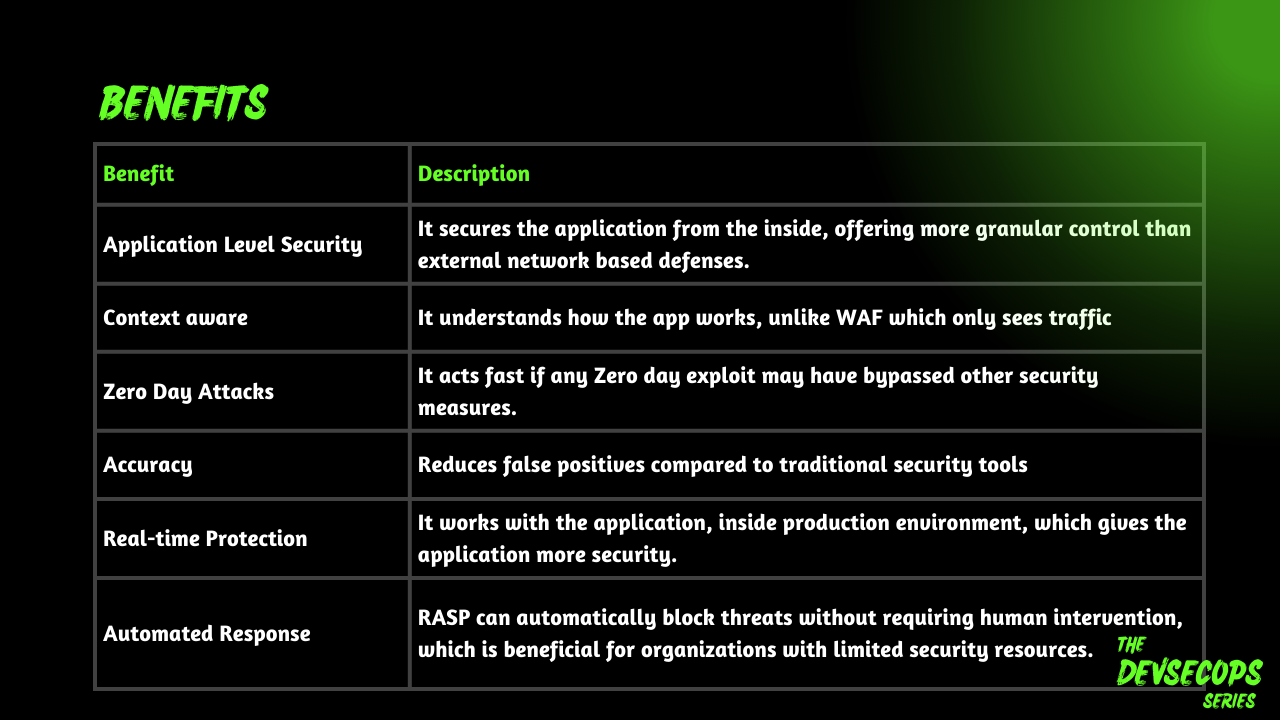 BENEFITS
Benefit
Description
Application Level Security
It secures the application from the inside, offering more granular control than
external network based defenses.
Context aware
It understands how the app works, unlike WAF which only sees traffic
Zero Day Attacks
It acts fast if any Zero day exploit may have bypassed other security
measures.
Accuracy
Reduces false positives compared to traditional security tools
Real-time Protection
It works with the application, inside production environment, which gives the
application more security.
Automated Response
RASP can automatically block threats without requiring human intervention,
which is beneficial for organizations with limited security resources.
THE
DEVSECOPS
SERIES